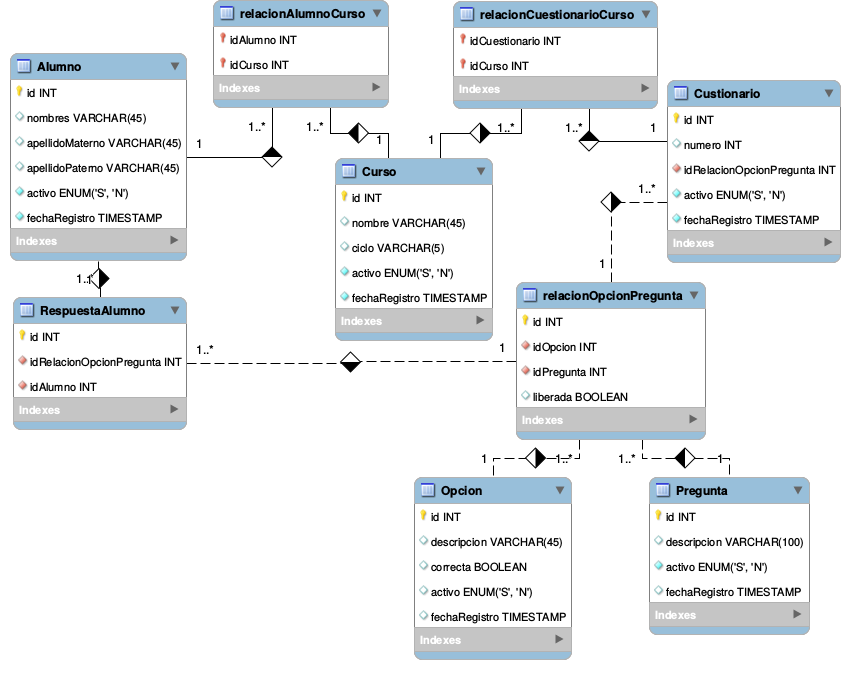 relacionAlumnoCurso
idAlumno INT
idCurso INT
Indexes
relacionCuestionarioCurso
idCuestionario INT
idCurso INT
Indexes
Alumno
id INT
nombres VARCHAR(45)
apellidoMaterno VARCHAR(45)
apellidoPaterno VARCHAR(45)
activo ENUM('S', 'N')
fechaRegistro TIMESTAMP
Indexes
1
1..*
1..*
1
1
1..*
1..*
1
Custionario
id INT
numero INT
idRelacionOpcionPregunta INT
activo ENUM('S', 'N')
fechaRegistro TIMESTAMP
Indexes
Curso
id INT
nombre VARCHAR(45)
ciclo VARCHAR(5)
activo ENUM('S', 'N')
fechaRegistro TIMESTAMP
Indexes
1..*
1
RespuestaAlumno
id INT
idRelacionOpcionPregunta INT
idAlumno INT
Indexes
1..*
1
relacionOpcionPregunta
id INT
idOpcion INT
idPregunta INT
liberada BOOLEAN
Indexes
1
1..*
1..*
1
Opcion
id INT
descripcion VARCHAR(45)
correcta BOOLEAN
activo ENUM('S', 'N')
fechaRegistro TIMESTAMP
Indexes
Pregunta
id INT
descripcion VARCHAR(100)
activo ENUM('S', 'N')
fechaRegistro TIMESTAMP
Indexes